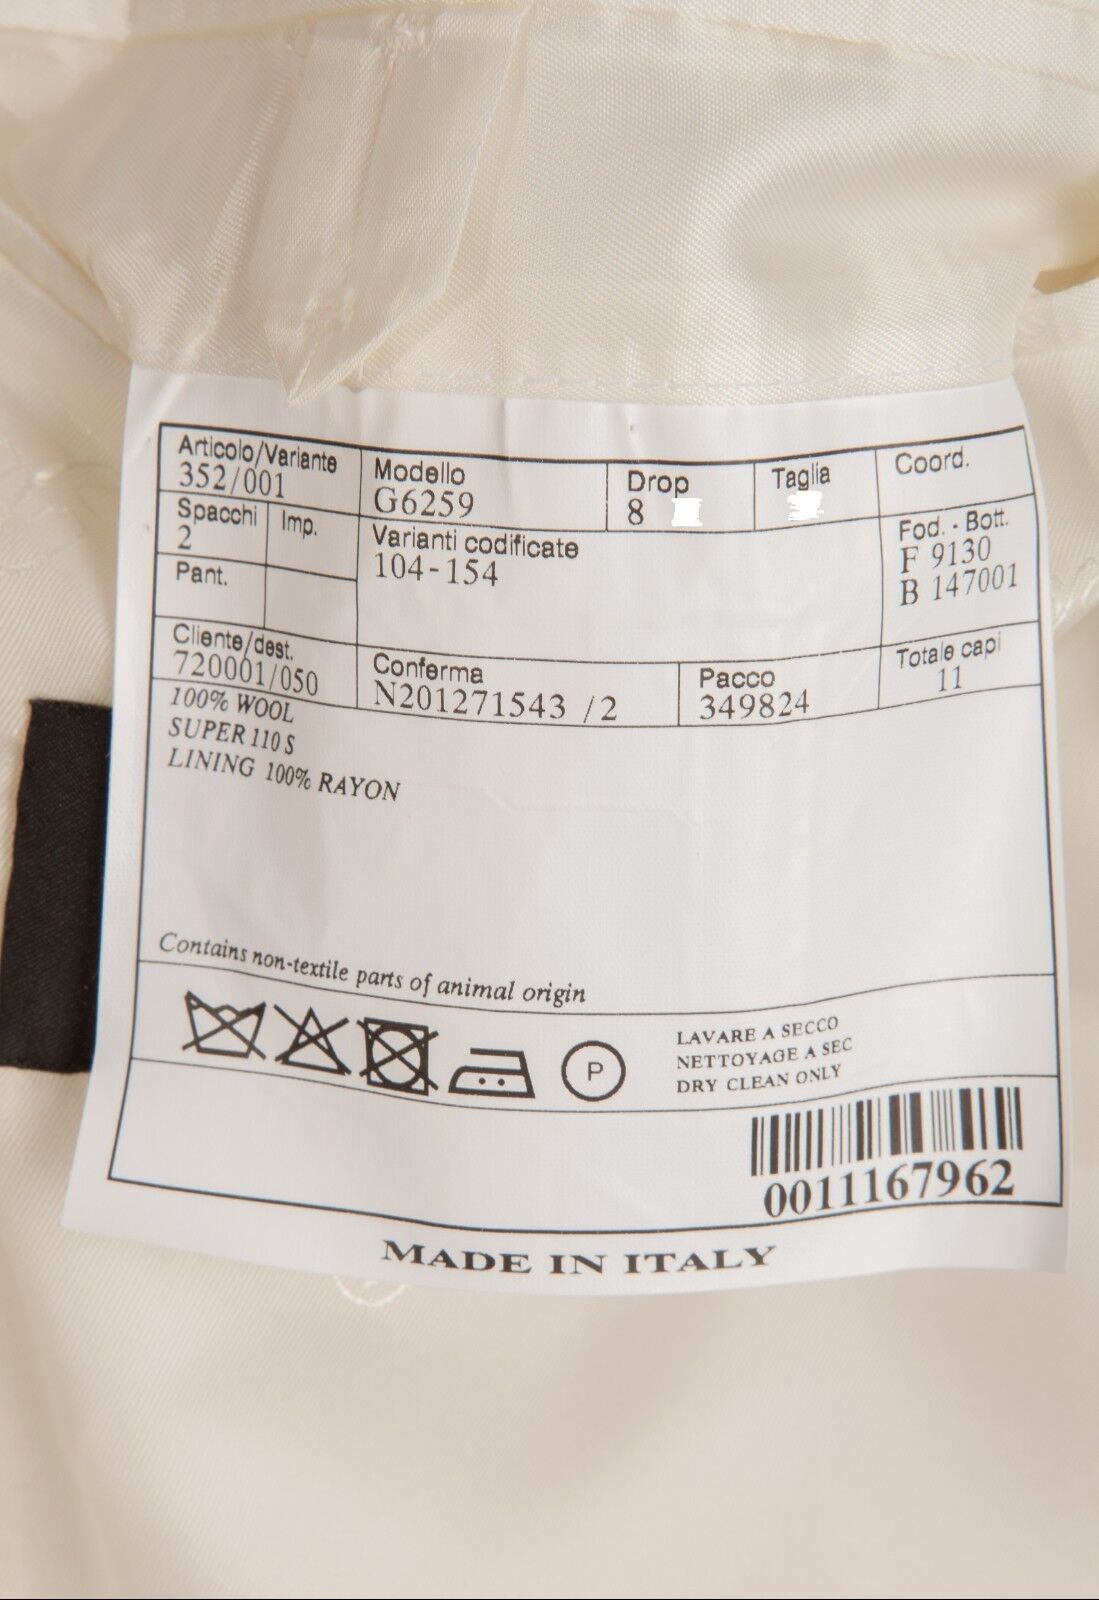 Articolo/Variante Modello Drop Taglia Coord.
352/001 G6259 8
Spacchi Imp. Varianti codificate Fod. - Bott.
2 104-154 F 9130
Pant. B 147001
Cliente/dest. Conferma Pacco Totale capi
720001/050 N201271543 /2 349824 11
100% WOOL
SUPER 110 S
LINING 100% RAYON
Contains non-textile parts of animal origin
P
LAVARE A SECCO
NETTOYAGE A SEC
DRY CLEAN ONLY
0011167962
MADE IN ITALY